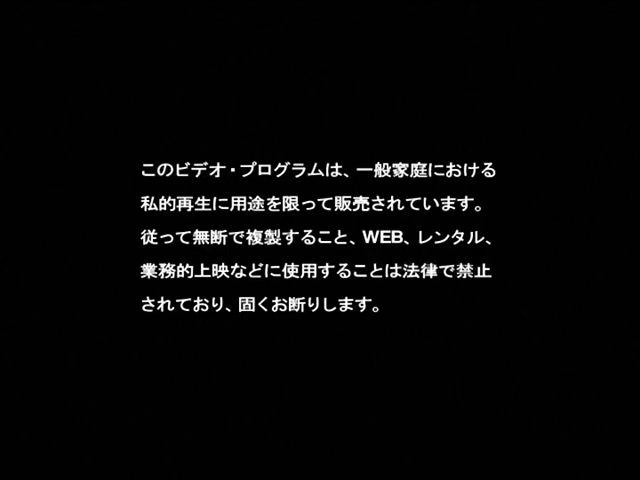 このビデオ・プログラムは、一般家庭における
私的再生に用途を限って販売されています。
従って無断で複製すること、WEB、レンタル、
業務的上映などに使用することは法律で禁止
されており、固くお断りします。